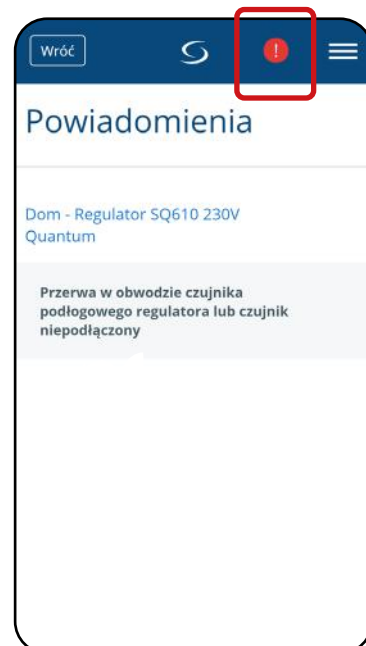 Wróć
!
Powiadomienia
Dom - Regulator SQ610 230V
Quantum
Przerwa w obwodzie czujnika
podłogowego regulatora lub czujnik
niepodłączony